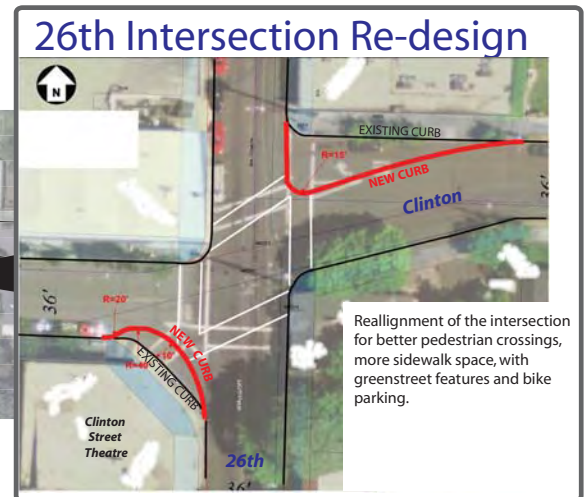 26th Intersection Re-design
N
EXISTING CURB
R=15'
NEW CURB
Clinton
36'
36'
R=20'
NEW CURB
EXISTING CURB
Clinton
Street
Theatre
26th
36'
Reallignment of the intersection
for better pedestrian crossings,
more sidewalk space, with
greenstreet features and bike
parking.